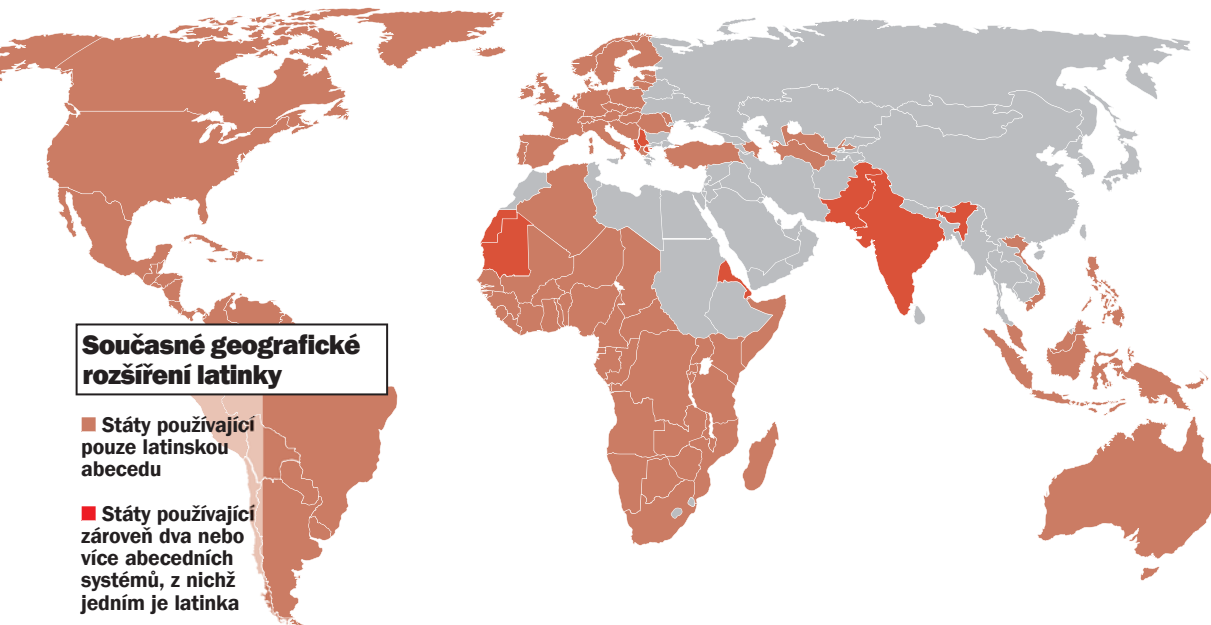 Současné geografické
rozšíření latinky
Státy používající
pouze latinskou
abecedu
Státy používající
zároveň dva nebo
více abecedních
systémů, z nichž
jedním je latinka